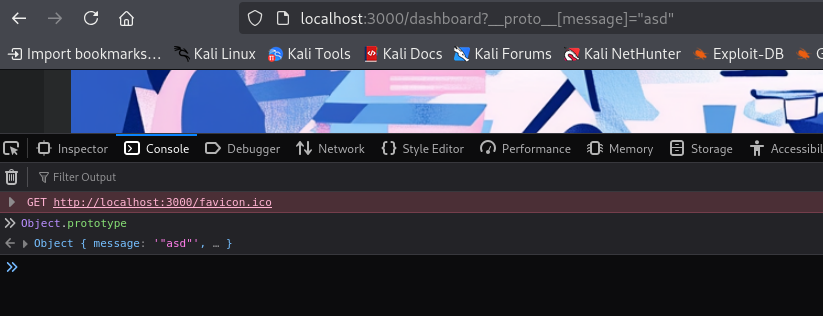 localhost:3000/dashboard?__proto__[message]="asd"
Import bookmarks... Kali Linux Kali Tools Kali Docs Kali Forums Kali NetHunter Exploit-DB G
Inspector Console Debugger Network {} Style Editor Performance Memory Storage Accessibil
Filter Output
GET http://localhost:3000/favicon.ico
Object.prototype
Object { message: '"asd"', … }